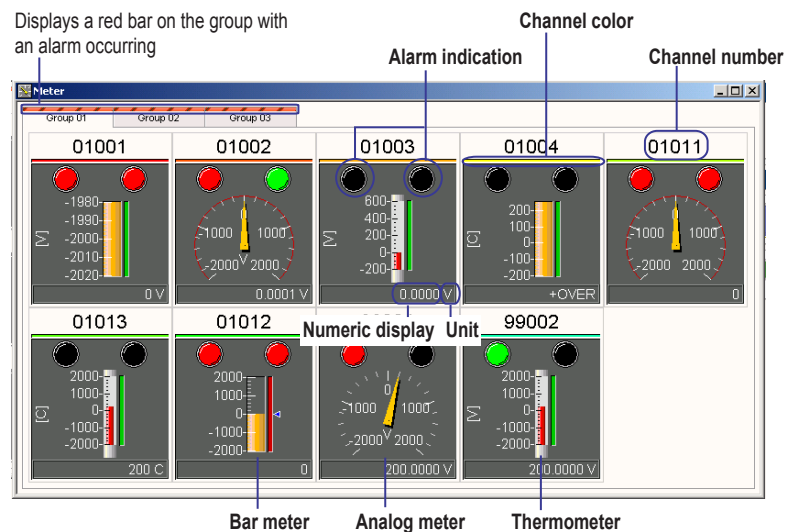 Displays a red bar on the group with
an alarm occurring
Channel color
Alarm indication
Channel number
Meter
Group 01 Group 02 Group 03
01001 01002 01003 01004 01011
-1980
-1990
-2000
-2010
-2020
[V]
0 V
0
-1000 1000
-2000 2000
V
0.0001 V
600
400
200
0
-200
[V]
0.0000 V
200
100
0
-100
-200
[C]
+OVER
0
-1000 1000
-2000 2000
0
Numeric display Unit
01013 01012 99002
2000
1000
0
-1000
-2000
[C]
200 C
2000
1000
0
-1000
-2000
0
0
-1000 1000
-2000 2000
V
200.0000 V
2000
1000
0
-1000
-2000
[V]
200.0000 V
Bar meter Analog meter Thermometer